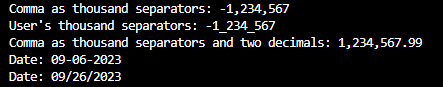 Comma as thousand separators: -1,234,567
User's thousand separators: -1_234_567
Comma as thousand separators and two decimals: 1,234,567.99
Date: 09-06-2023
Date: 09/26/2023